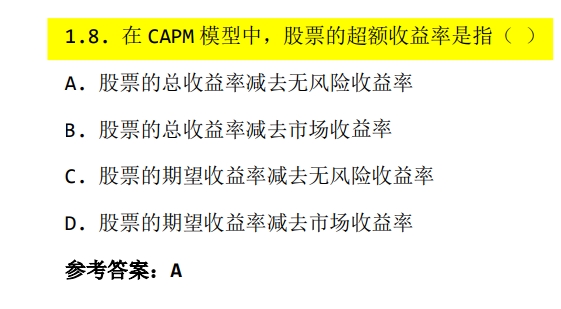 1.8. 在 CAPM 模型中，股票的超额收益率是指（ ）
A. 股票的总收益率减去无风险收益率
B. 股票的总收益率减去市场收益率
C. 股票的期望收益率减去无风险收益率
D. 股票的期望收益率减去市场收益率
参考答案：A